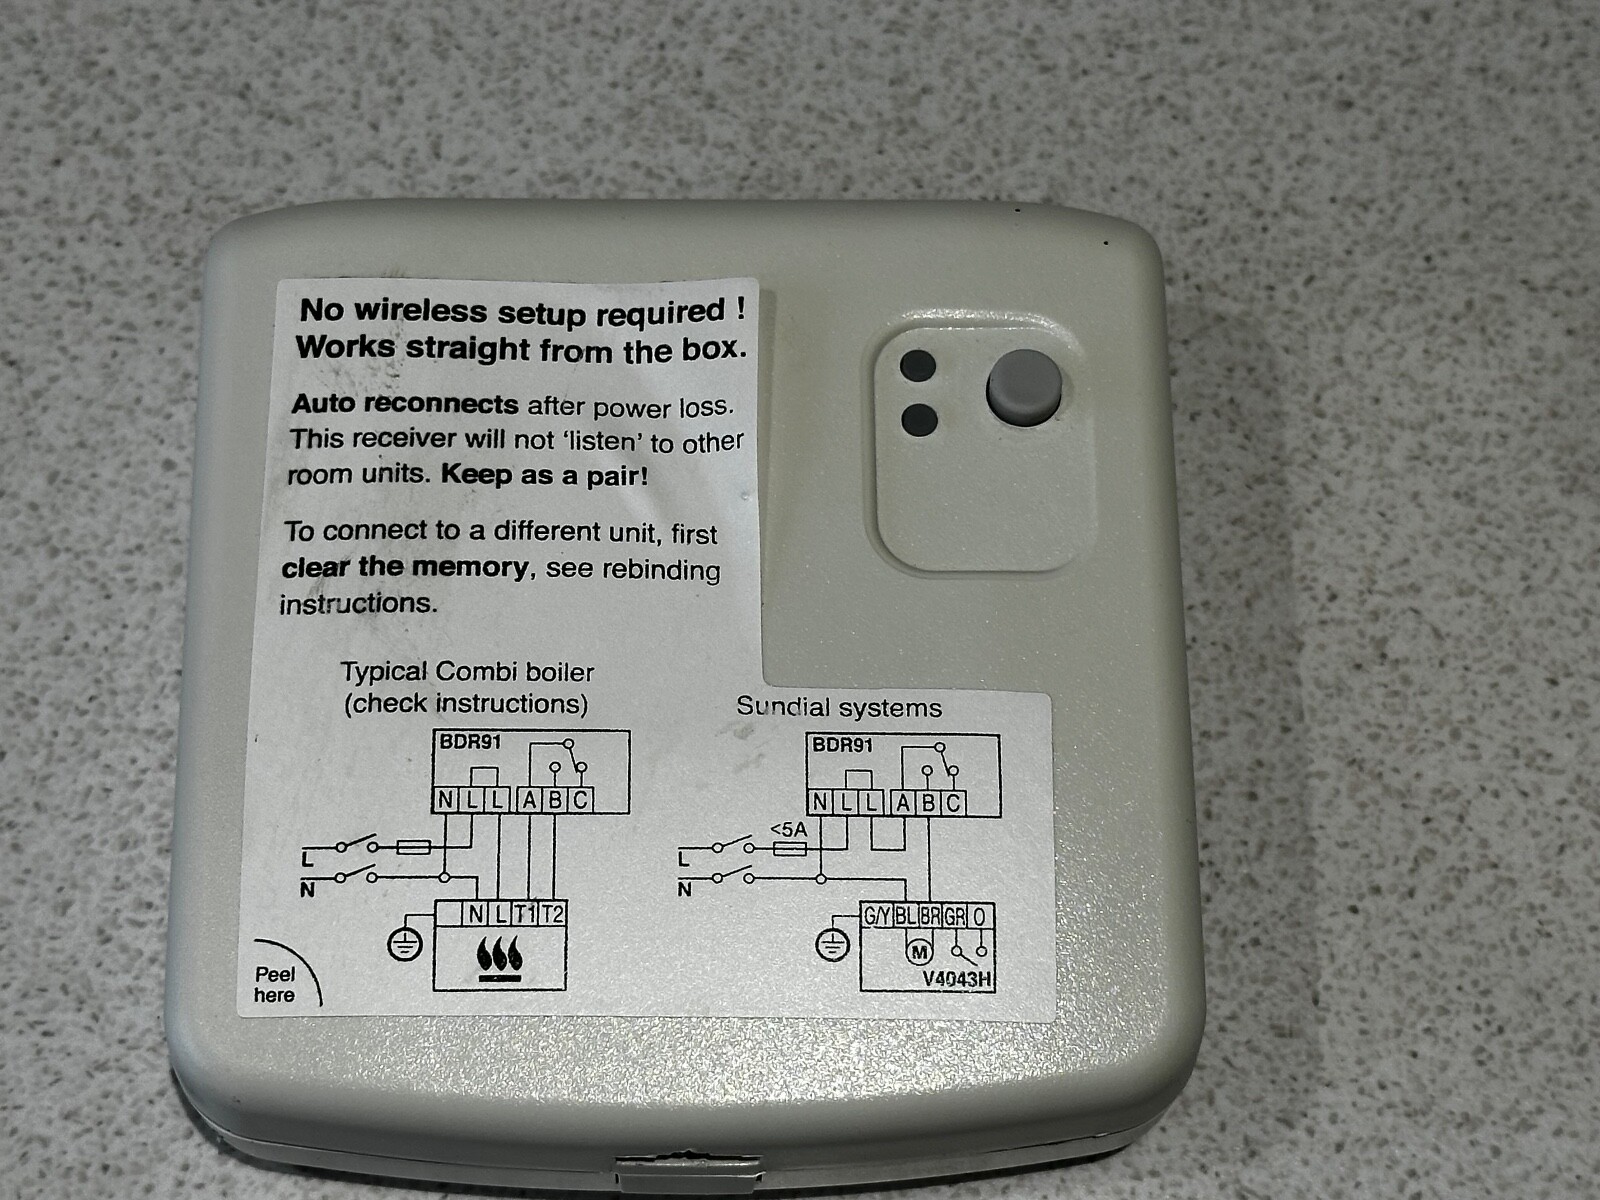 No wireless setup required !
Works straight from the box.
Auto reconnects after power loss.
This receiver will not 'listen' to other
room units. Keep as a pair!
To connect to a different unit, first
clear the memory, see rebinding
instructions.
Typical Combi boiler
(check instructions)
BDR91
N L L A B C
L
N
N L T1 T2
Sundial systems
BDR91
N L L A B C
<5A
L
N
G/Y BL BR GR O
M
V4043H
Peel
here